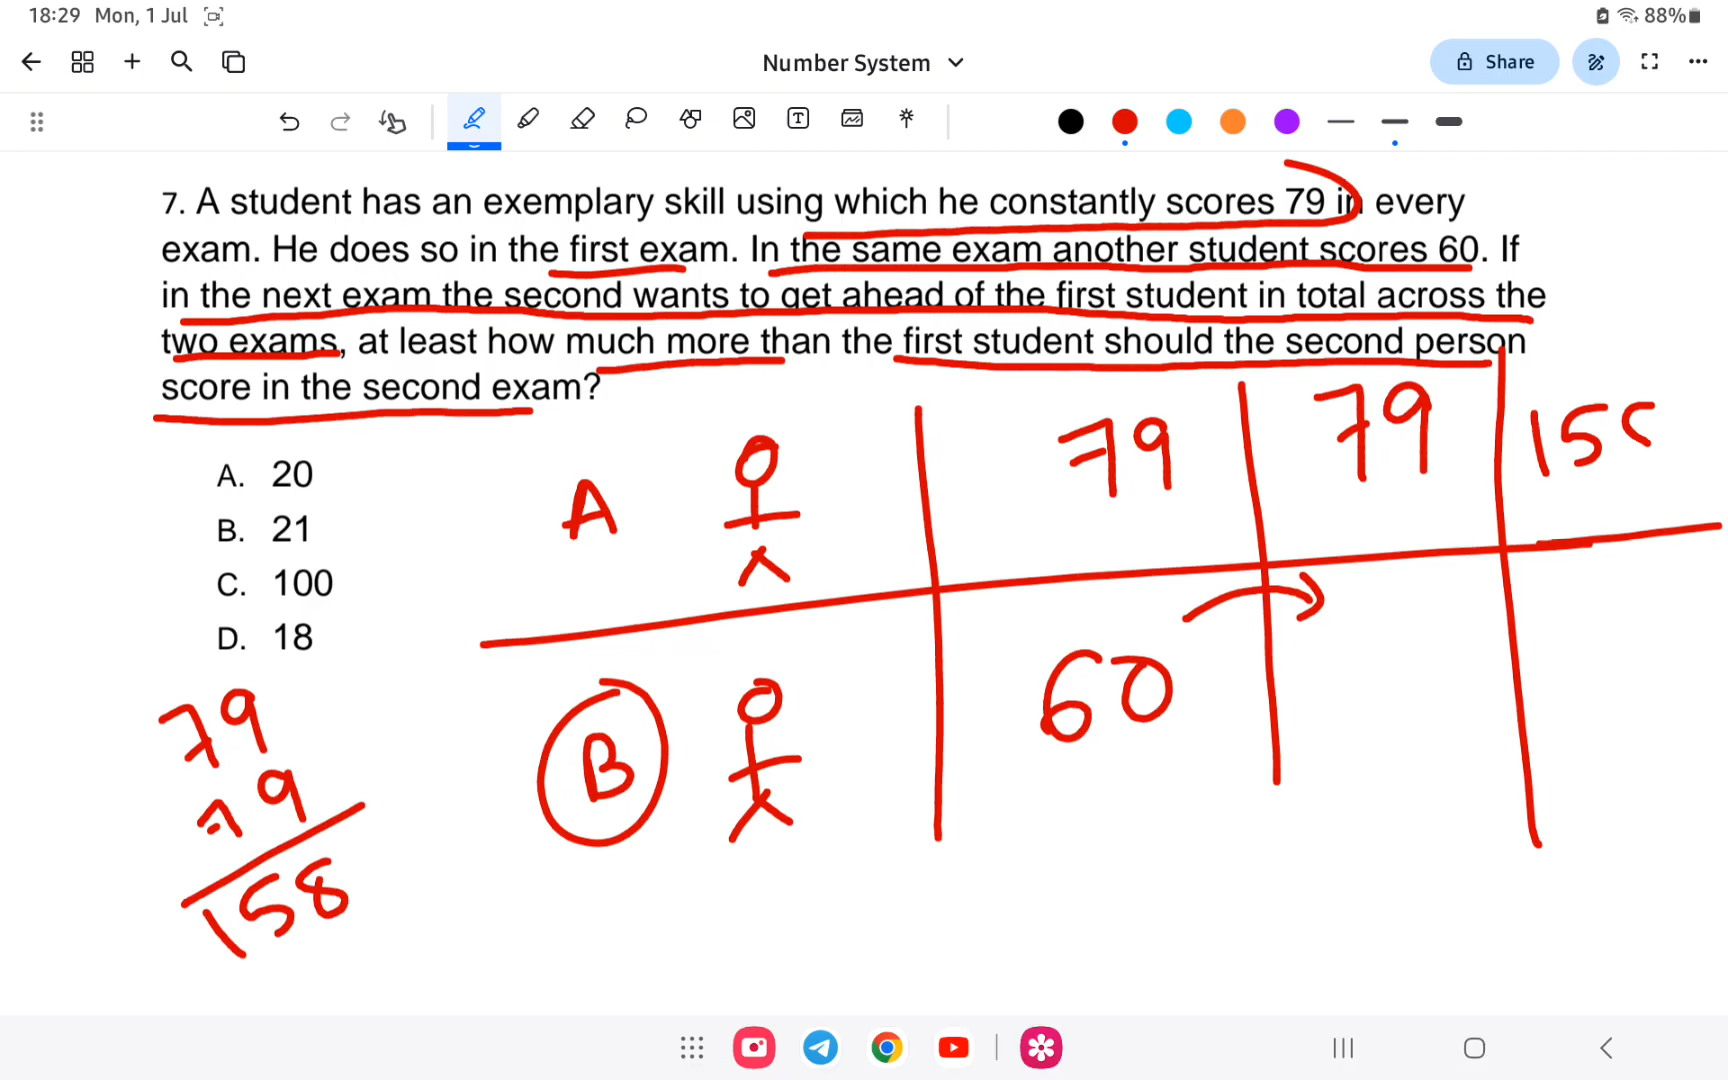 18:29 Mon, 1 Jul 88%
Number System
Share
7. A student has an exemplary skill using which he constantly scores 79 in every
exam. He does so in the first exam. In the same exam another student scores 60. If
in the next exam the second wants to get ahead of the first student in total across the
two exams, at least how much more than the first student should the second person
score in the second exam?
A. 20
B. 21
C. 100
D. 18
A 79 79
B 60
79
79
158